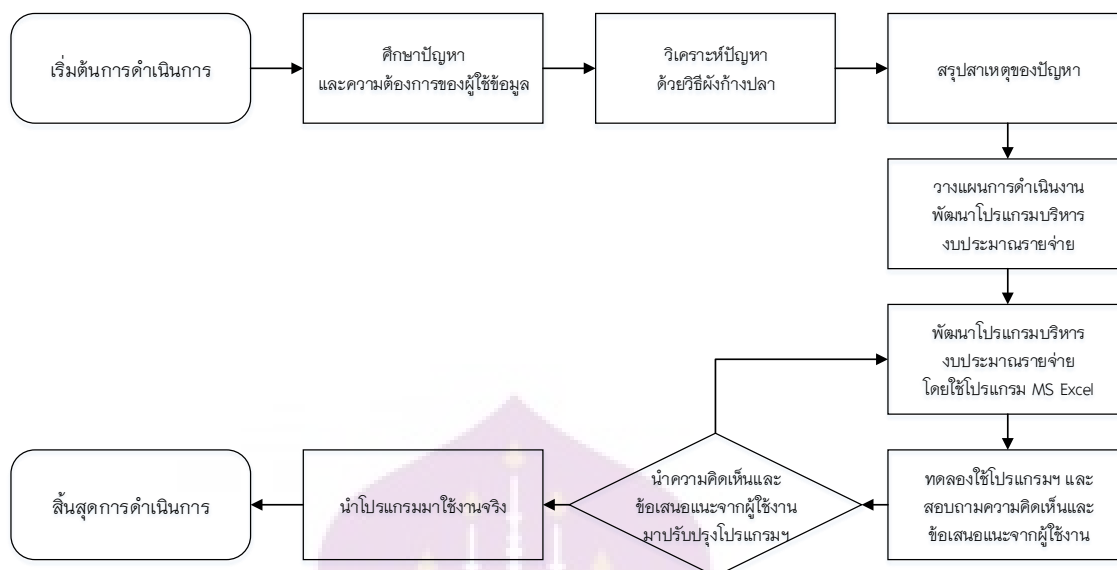 เริ่มต้นการดำเนินการ
ศึกษาปัญหา
และความต้องการของผู้ใช้ข้อมูล
วิเคราะห์ปัญหา
ด้วยวิธีผังก้างปลา
สรุปสาเหตุของปัญหา
วางแผนการดำเนินงาน
พัฒนาโปรแกรมบริหาร
งบประมาณรายจ่าย
พัฒนาโปรแกรมบริหาร
งบประมาณรายจ่าย
โดยใช้โปรแกรม MS Excel
ทดลองใช้โปรแกรมฯ และ
สอบถามความคิดเห็นและ
ข้อเสนอแนะจากผู้ใช้งาน
นำความคิดเห็นและ
ข้อเสนอแนะจากผู้ใช้งาน
มาปรับปรุงโปรแกรมฯ
นำโปรแกรมมาใช้งานจริง
สิ้นสุดการดำเนินการ